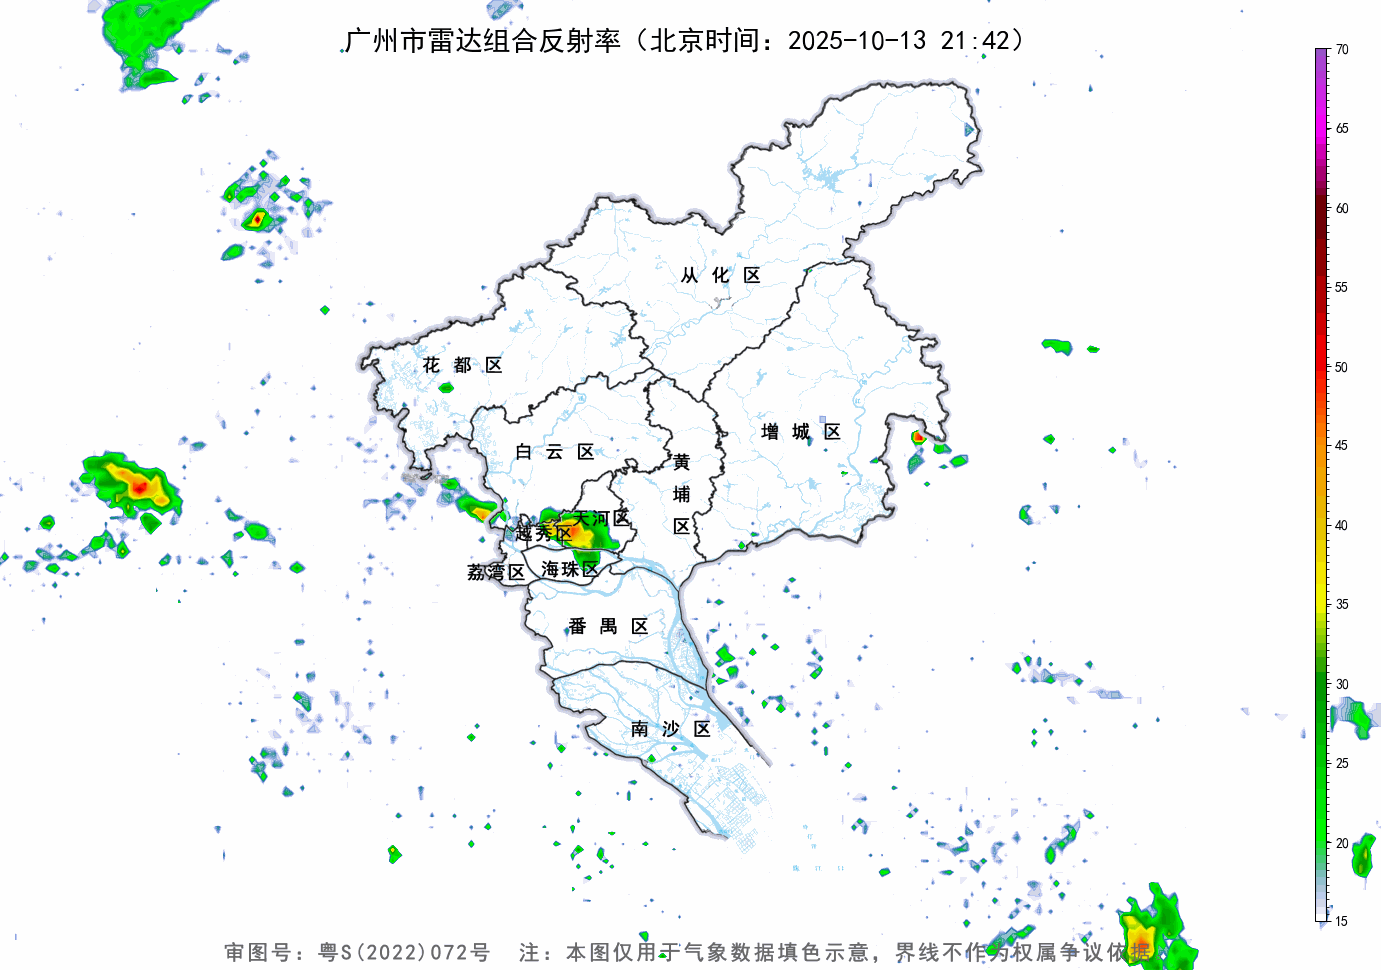 广州市雷达组合反射率（北京时间：2025-10-13 21:42）
70
65
60
55
50
45
40
35
30
25
20
15
从化区
花都区
增城区
白云区
黄埔区
天河区
越秀区
海珠区
荔湾区
番禺区
南沙区
审图号：粤S(2022)072号 注：本图仅用于气象数据填色示意，界线不作为权属争议依据